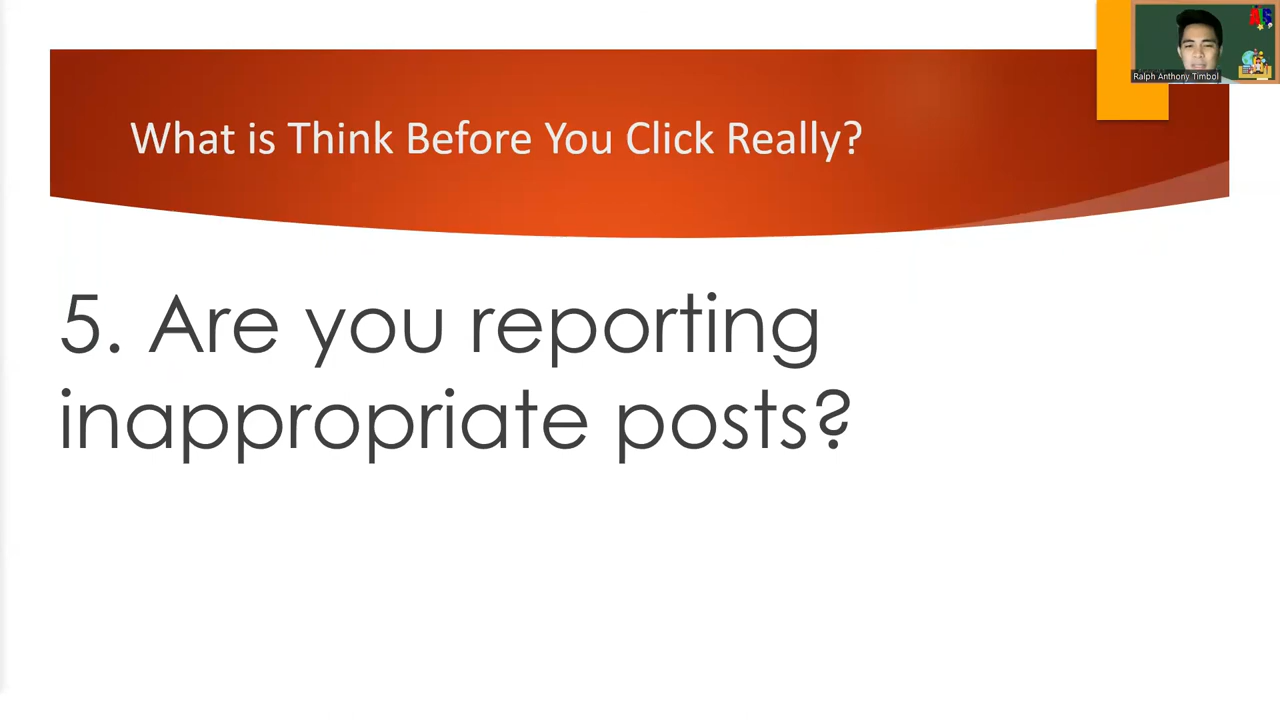 What is Think Before You Click Really?
Ralph Anthony Timbol
5. Are you reporting
inappropriate posts?